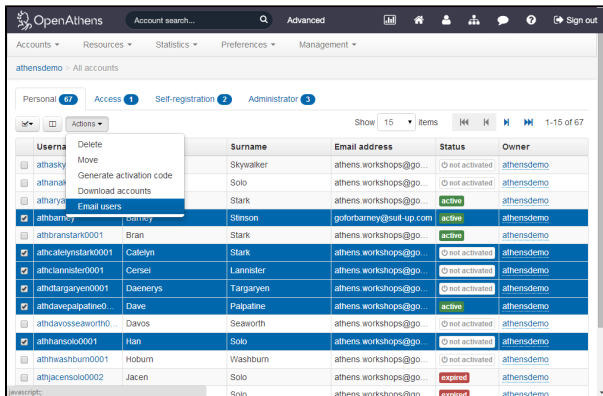 OpenAthens Account search... Advanced Sign out
Accounts Resources Statistics Preferences Management
athensdemo > All accounts
Personal 67 Access 1 Self-registration 2 Administrator 3
Actions Show 15 items 1-15 of 67
Delete
Move
Generate activation code
Download accounts
Email users
Userna Surname Email address Status Owner
athasky Skywalker athens.workshops@go... not activated athensdemo
athanak Solo athens.workshops@go... not activated athensdemo
atharya Stark athens.workshops@go... active athensdemo
athbarney Barney Stinson goforbarney@suit-up.com active athensdemo
athbranstark0001 Bran Stark athens.workshops@go... active athensdemo
athcatelynstark0001 Catelyn Stark athens.workshops@go... not activated athensdemo
athclannister0001 Cersei Lannister athens.workshops@go... not activated athensdemo
athdtargaryen0001 Daenerys Targaryen athens.workshops@go... not activated athensdemo
athdavepalpatine0... Dave Palpatine athens.workshops@go... active athensdemo
athdavosseaworth0... Davos Seaworth athens.workshops@go... not activated athensdemo
athhansolo0001 Han Solo athens.workshops@go... not activated athensdemo
athhwashburn0001 Hoburn Washburn athens.workshops@go... not activated athensdemo
athjacensolo0002 Jacen Solo athens.workshops@go... expired athensdemo
javascript:; Solo athens.workshops@go... expired athensdemo